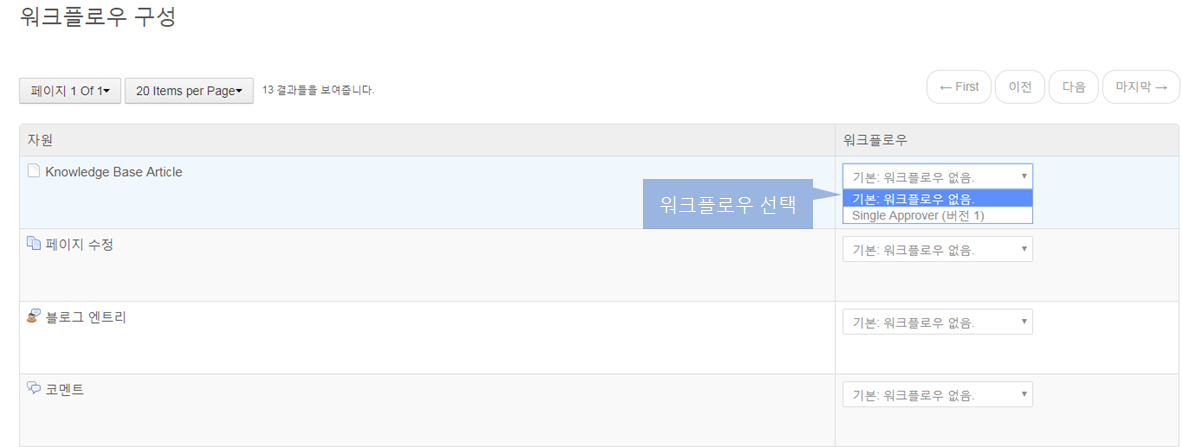 워크플로우 구성
페이지 1 Of 1▾ 20 Items per Page▾ 13 결과들을 보여줍니다. ← First 이전 다음 마지막 →
자원 워크플로우
Knowledge Base Article 기본: 워크플로우 없음.
워크플로우 선택 기본: 워크플로우 없음.
Single Approver (버전 1)
페이지 수정 기본: 워크플로우 없음.
블로그 엔트리 기본: 워크플로우 없음.
코멘트 기본: 워크플로우 없음.